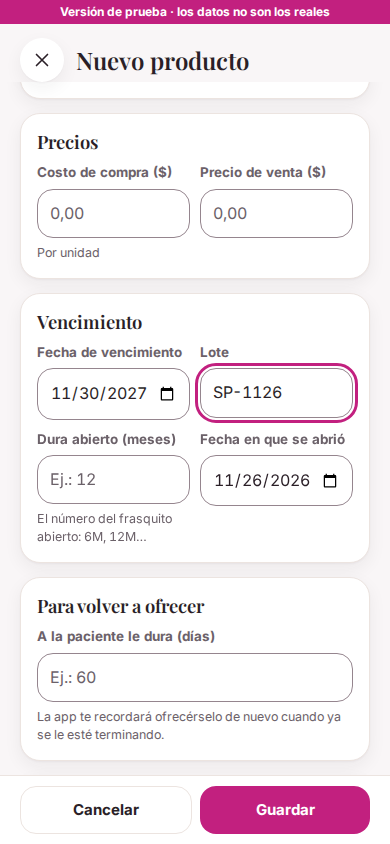 Versión de prueba · los datos no son los reales
Nuevo producto
Precios
Costo de compra ($) Precio de venta ($)
0,00 0,00
Por unidad
Vencimiento
Fecha de vencimiento Lote
11/30/2027 SP-1126
Dura abierto (meses) Fecha en que se abrió
Ej.: 12 11/26/2026
El número del frasquito
abierto: 6M, 12M...
Para volver a ofrecer
A la paciente le dura (días)
Ej.: 60
La app te recordará ofrecérselo de nuevo cuando ya
se le esté terminando.
Cancelar Guardar